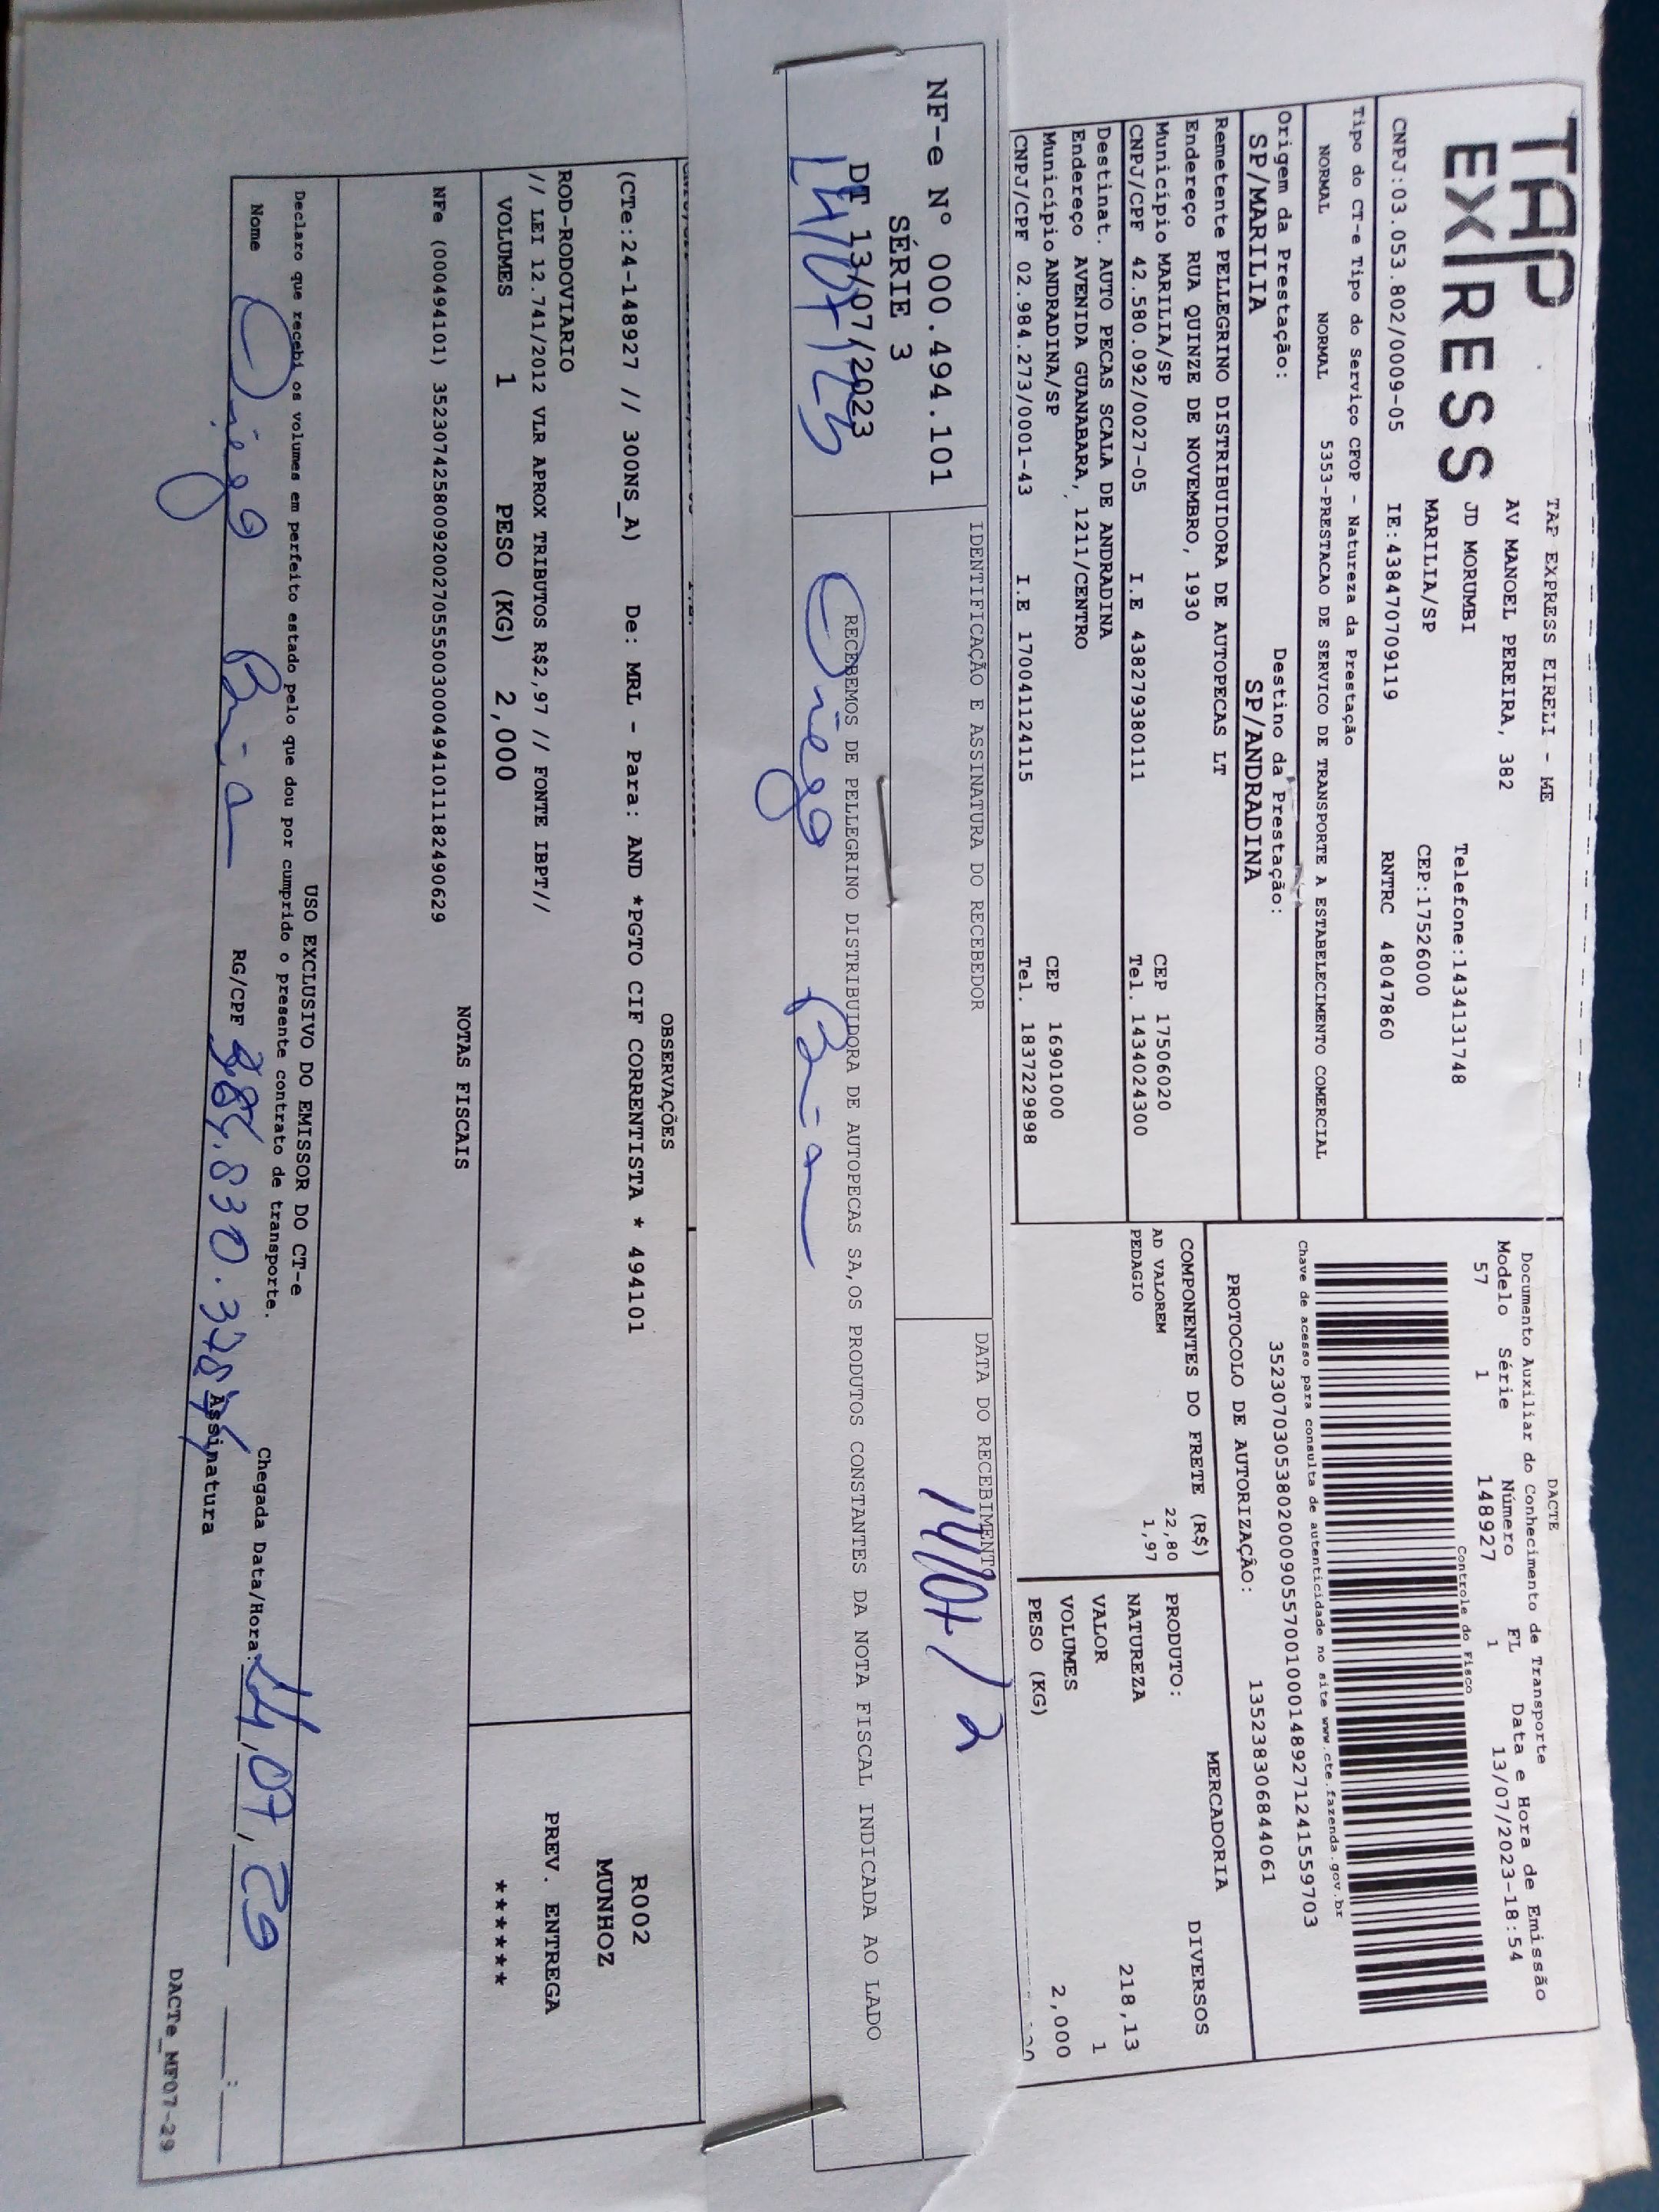 TAP
EXPRESS
TAP EXPRESS EIRELI - ME
AV MANOEL PEREIRA, 382
JD MORUMBI
MARILIA/SP
Telefone:1434131748
CEP:17526000
CNPJ:03.053.802/0009-05 IE:438470709119 RNTRC 48047860
Tipo do CT-e Tipo do Serviço CFOP - Natureza da Prestação
NORMAL NORMAL 5353-PRESTACAO DE SERVICO DE TRANSPORTE A ESTABELECIMENTO COMERCIAL
Origem da Prestação: Destino da Prestação:
SP/MARILIA SP/ANDRADINA
Remetente PELLEGRINO DISTRIBUIDORA DE AUTOPECAS LT
Endereço RUA QUINZE DE NOVEMBRO, 1930
Município MARILIA/SP CEP 17506020
CNPJ/CPF 42.580.092/0027-05 I.E 438279380111 Tel. 1434024300
Destinat. AUTO PECAS SCALA DE ANDRADINA
Endereço AVENIDA GUANABARA, 1211/CENTRO
Município ANDRADINA/SP CEP 16901000
CNPJ/CPF 02.984.273/0001-43 I.E 170041124115 Tel. 1837229898
DACTE
Documento Auxiliar do Conhecimento de Transporte
Modelo Série Número FL Data e Hora de Emissão
57 1 148927 1 13/07/2023-18:54
Controle do Fisco
Chave de acesso para consulta de autenticidade no site www.cte.fazenda.gov.br
35230703053802000905570010001489271241559703
PROTOCOLO DE AUTORIZAÇÃO: 135238306844061
COMPONENTES DO FRETE (R$)
AD VALOREM 22,80
PEDAGIO 1,97
MERCADORIA
PRODUTO: DIVERSOS
NATUREZA
VALOR 218,13
VOLUMES 1
PESO (KG) 2,000
NF-e Nº 000.494.101
SÉRIE 3
DT 13/07/2023
14/07/23
IDENTIFICAÇÃO E ASSINATURA DO RECEBEDOR
DATA DO RECEBIMENTO
14/07/2
RECEBEMOS DE PELLEGRINO DISTRIBUIDORA DE AUTOPECAS SA,OS PRODUTOS CONSTANTES DA NOTA FISCAL INDICADA AO LADO
Diego
OBSERVAÇÕES
(CTe:24-148927 // 300NS_A) De: MRL - Para: AND *PGTO CIF CORRENTISTA * 494101
ROD-RODOVIARIO
// LEI 12.741/2012 VLR APROX TRIBUTOS R$2,97 // FONTE IBPT//
VOLUMES 1 PESO (KG) 2,000
R002
MUNHOZ
PREV. ENTREGA
******
NOTAS FISCAIS
NFe (000494101) 35230742580092002705550030004941011182490629
USO EXCLUSIVO DO EMISSOR DO CT-e
Declaro que recebi os volumes em perfeito estado pelo que dou por cumprido o presente contrato de transporte.
Chegada Data/Hora: 14,07,23
Nome Diego RG/CPF
Assinatura
DACTe_MF07-29